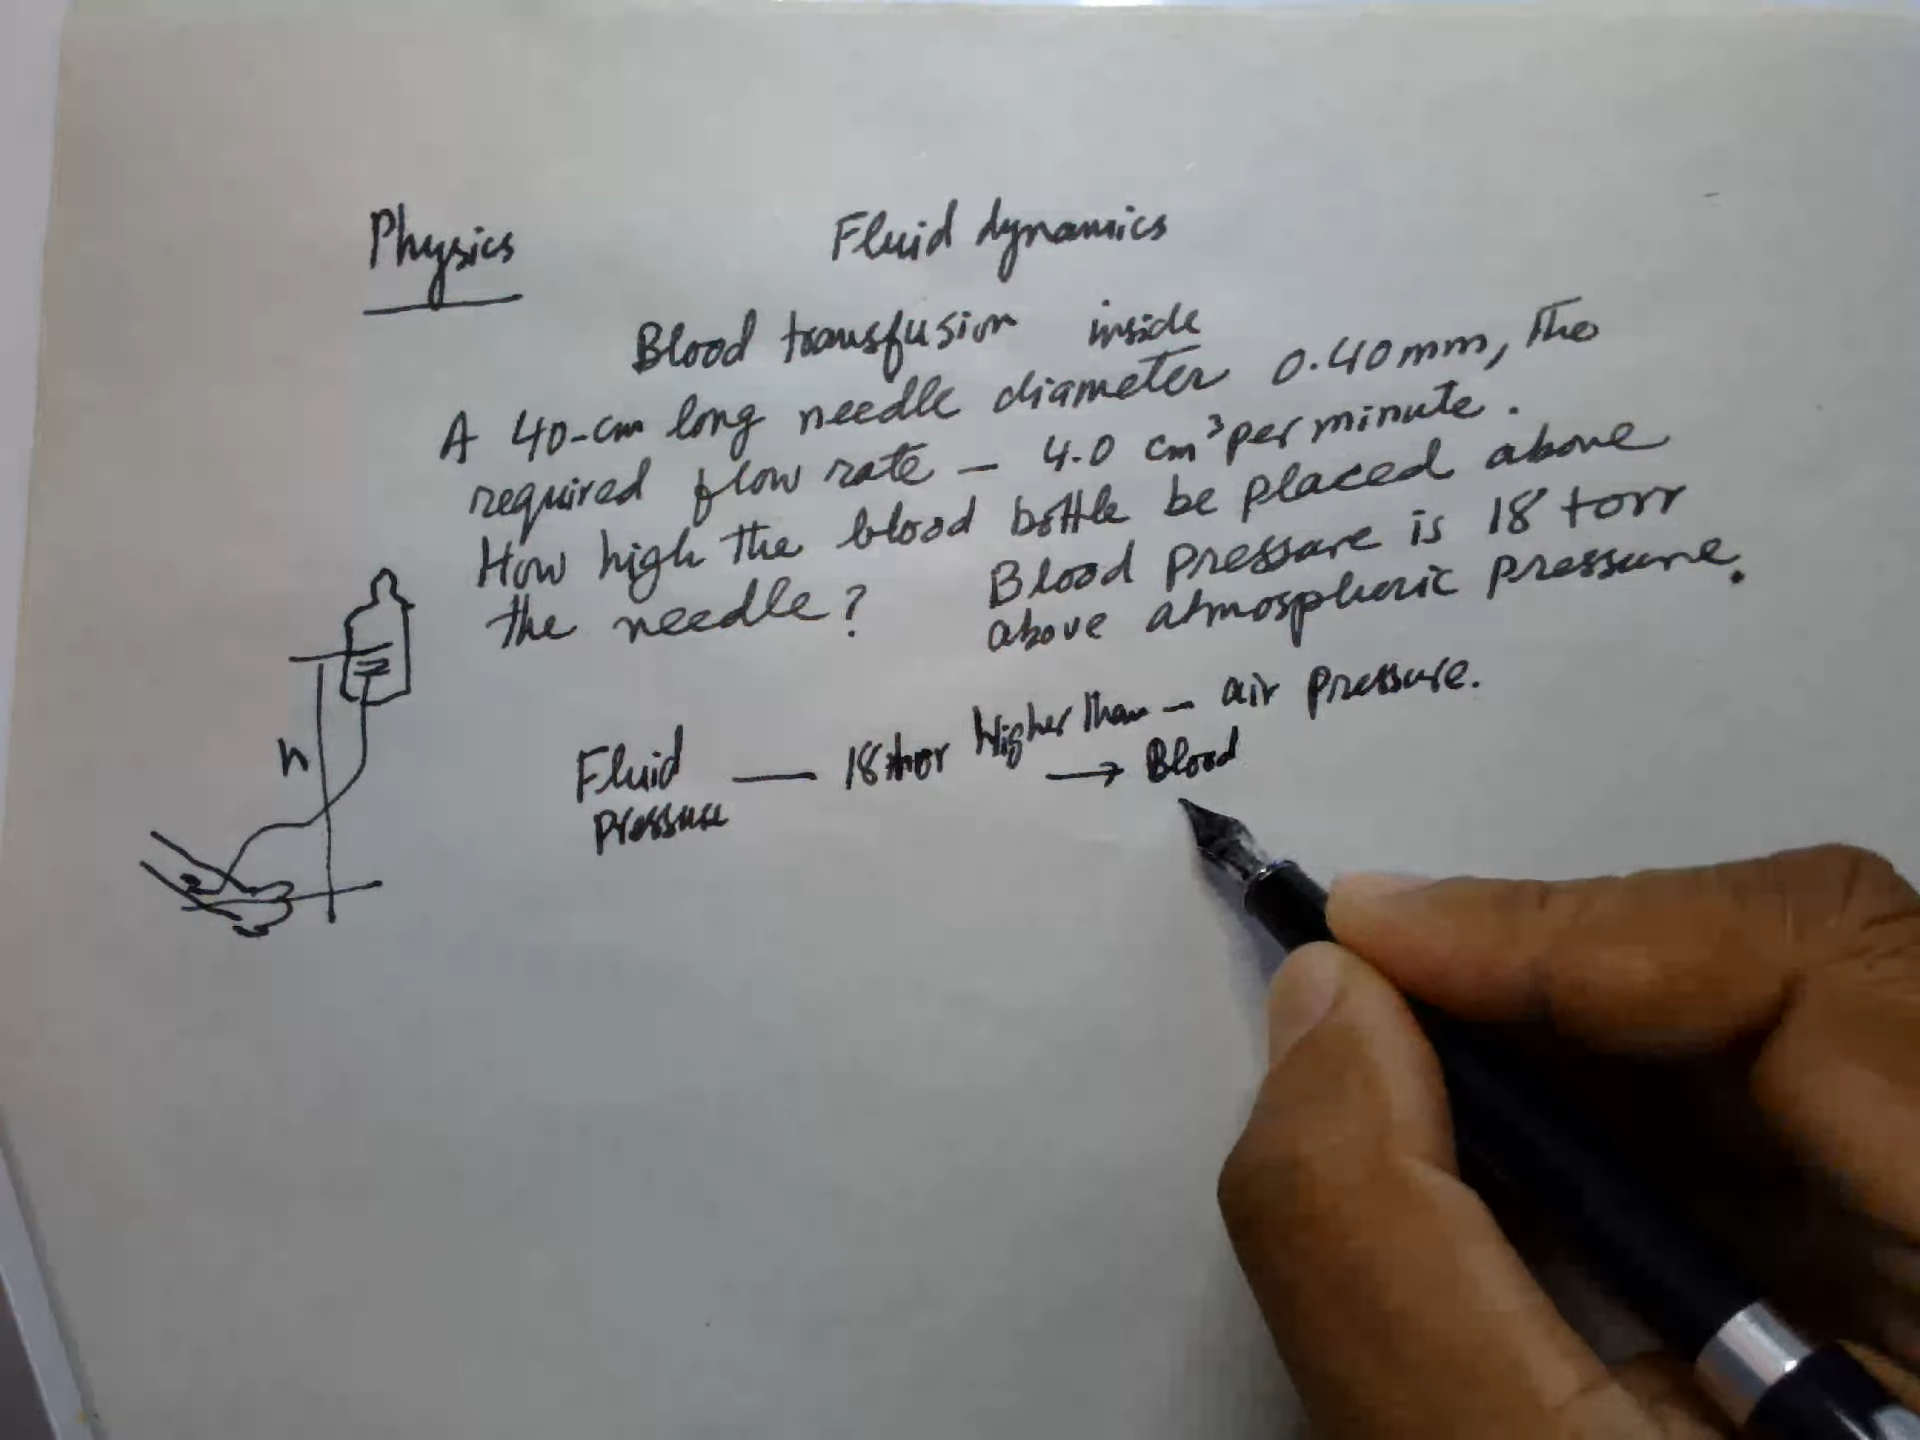 Physics
Fluid dynamics
Blood transfusion
inside
A 40-cm long needle diameter 0.40mm, The
required flow rate – 4.0 cm³ per minute.
How high the blood bottle be placed above
the needle? Blood Pressure is 18 torr
above atmospheric pressure.
h
Fluid — 18 torr Higher Than – air pressure.
Pressure → Blood